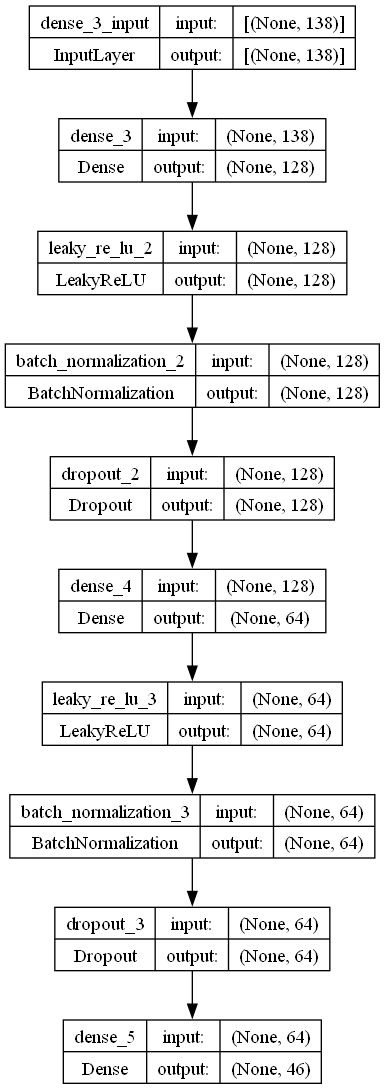 dense_3_input input: [(None, 138)]
InputLayer output: [(None, 138)]
dense_3 input: (None, 138)
Dense output: (None, 128)
leaky_re_lu_2 input: (None, 128)
LeakyReLU output: (None, 128)
batch_normalization_2 input: (None, 128)
BatchNormalization output: (None, 128)
dropout_2 input: (None, 128)
Dropout output: (None, 128)
dense_4 input: (None, 128)
Dense output: (None, 64)
leaky_re_lu_3 input: (None, 64)
LeakyReLU output: (None, 64)
batch_normalization_3 input: (None, 64)
BatchNormalization output: (None, 64)
dropout_3 input: (None, 64)
Dropout output: (None, 64)
dense_5 input: (None, 64)
Dense output: (None, 46)